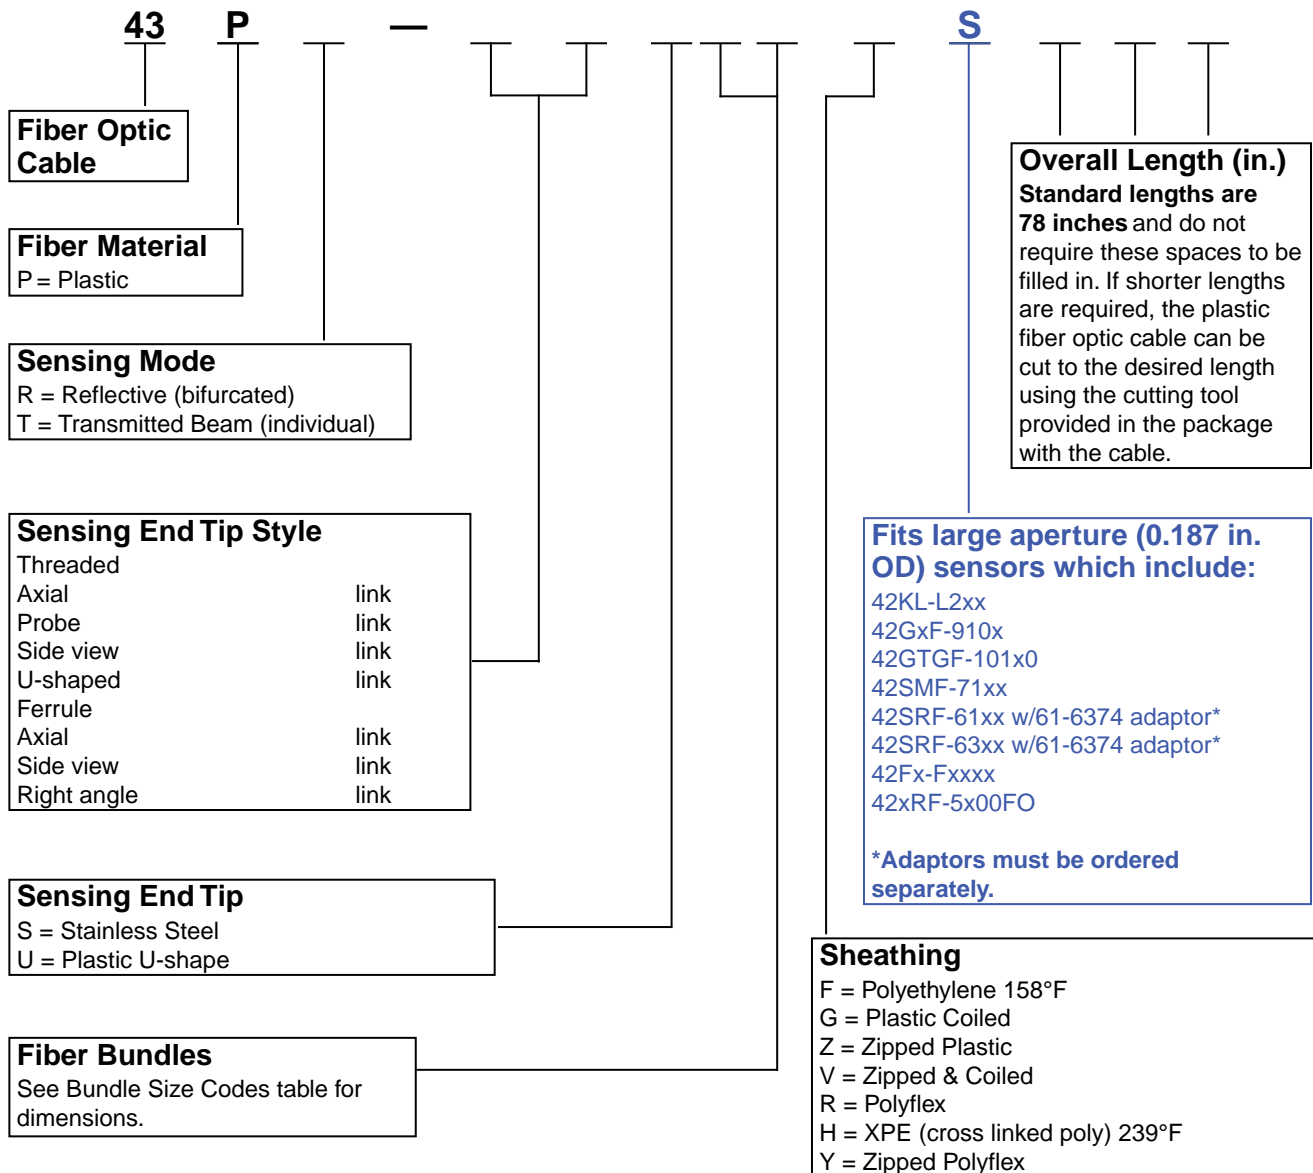 43 P — S
Fiber Optic
Cable
Fiber Material
P = Plastic
Sensing Mode
R = Reflective (bifurcated)
T = Transmitted Beam (individual)
Sensing End Tip Style
Threaded
Axial link
Probe link
Side view link
U-shaped link
Ferrule
Axial link
Side view link
Right angle link
Sensing End Tip
S = Stainless Steel
U = Plastic U-shape
Fiber Bundles
See Bundle Size Codes table for
dimensions.
Overall Length (in.)
Standard lengths are
78 inches and do not
require these spaces to be
filled in. If shorter lengths
are required, the plastic
fiber optic cable can be
cut to the desired length
using the cutting tool
provided in the package
with the cable.
Fits large aperture (0.187 in.
OD) sensors which include:
42KL-L2xx
42GxF-910x
42GTGF-101x0
42SMF-71xx
42SRF-61xx w/61-6374 adaptor*
42SRF-63xx w/61-6374 adaptor*
42Fx-Fxxxx
42xRF-5x00FO
*Adaptors must be ordered
separately.
Sheathing
F = Polyethylene 158°F
G = Plastic Coiled
Z = Zipped Plastic
V = Zipped & Coiled
R = Polyflex
H = XPE (cross linked poly) 239°F
Y = Zipped Polyflex